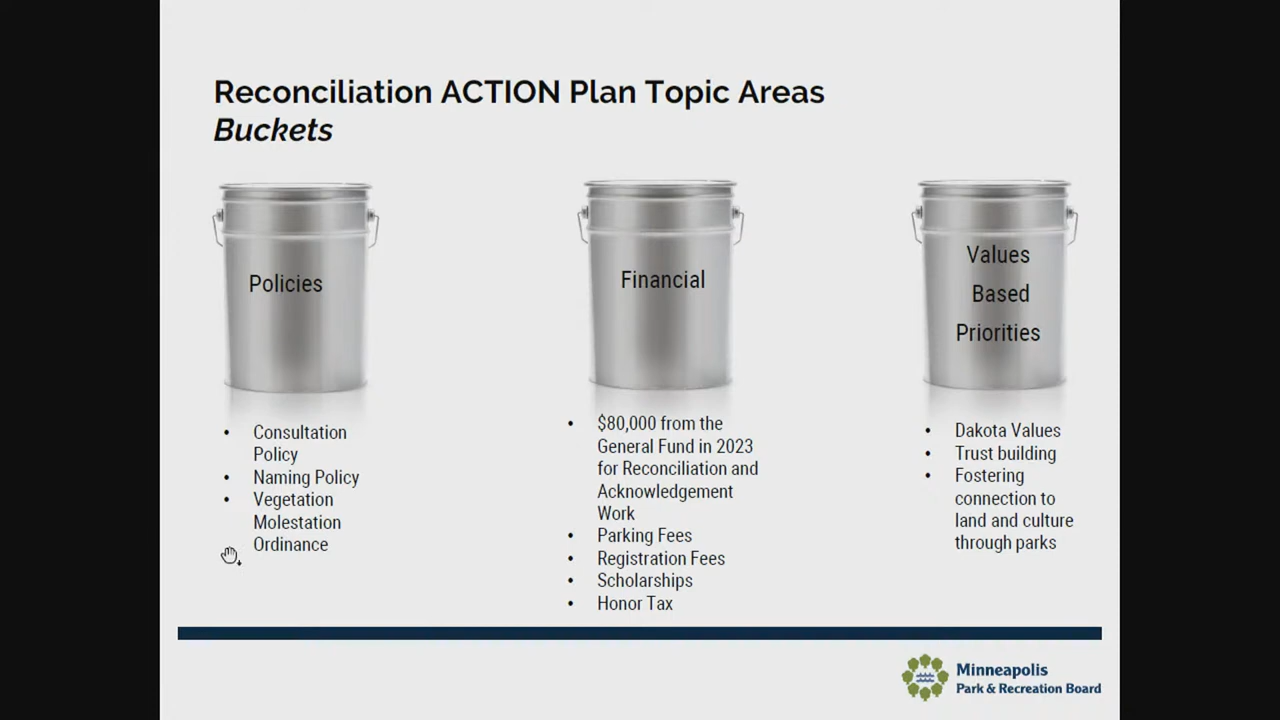 Reconciliation ACTION Plan Topic Areas
Buckets
Policies
• Consultation
Policy
• Naming Policy
• Vegetation
Molestation
Ordinance
Financial
• $80,000 from the
General Fund in 2023
for Reconciliation and
Acknowledgement
Work
• Parking Fees
• Registration Fees
• Scholarships
• Honor Tax
Values
Based
Priorities
• Dakota Values
• Trust building
• Fostering
connection to
land and culture
through parks
Minneapolis
Park & Recreation Board